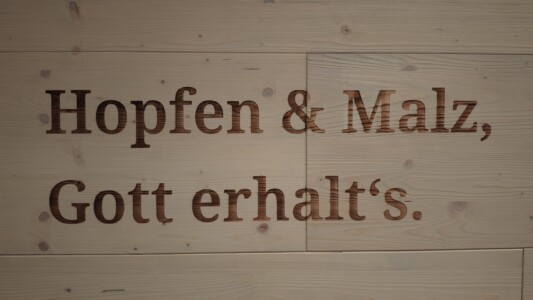 Hopfen & Malz,
Gott erhalt‘s.